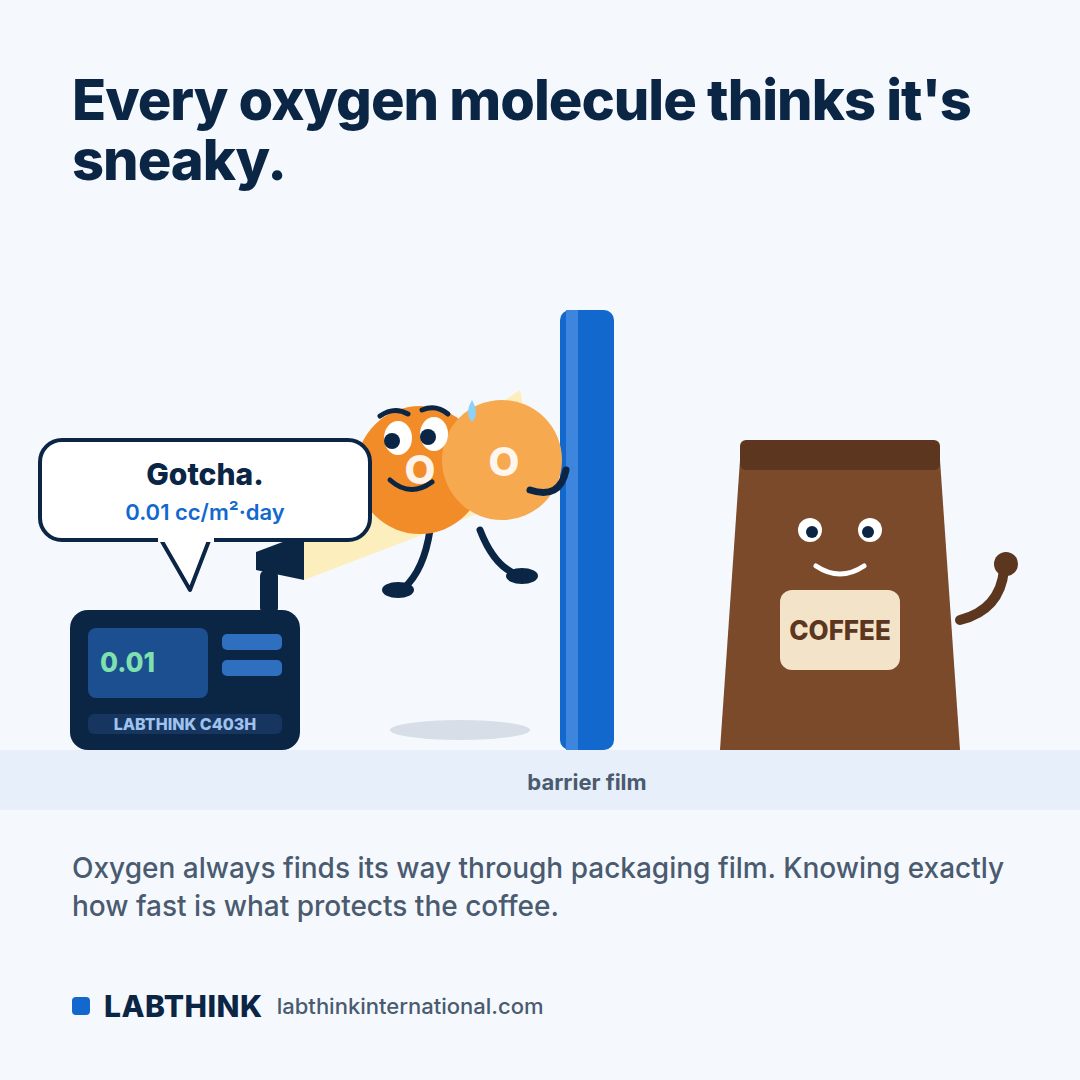 Every oxygen molecule thinks it's
sneaky.
Gotcha.
0.01 cc/m²·day
O
O
0.01
LABTHINK C403H
COFFEE
barrier film
Oxygen always finds its way through packaging film. Knowing exactly
how fast is what protects the coffee.
LABTHINK labthinkinternational.com